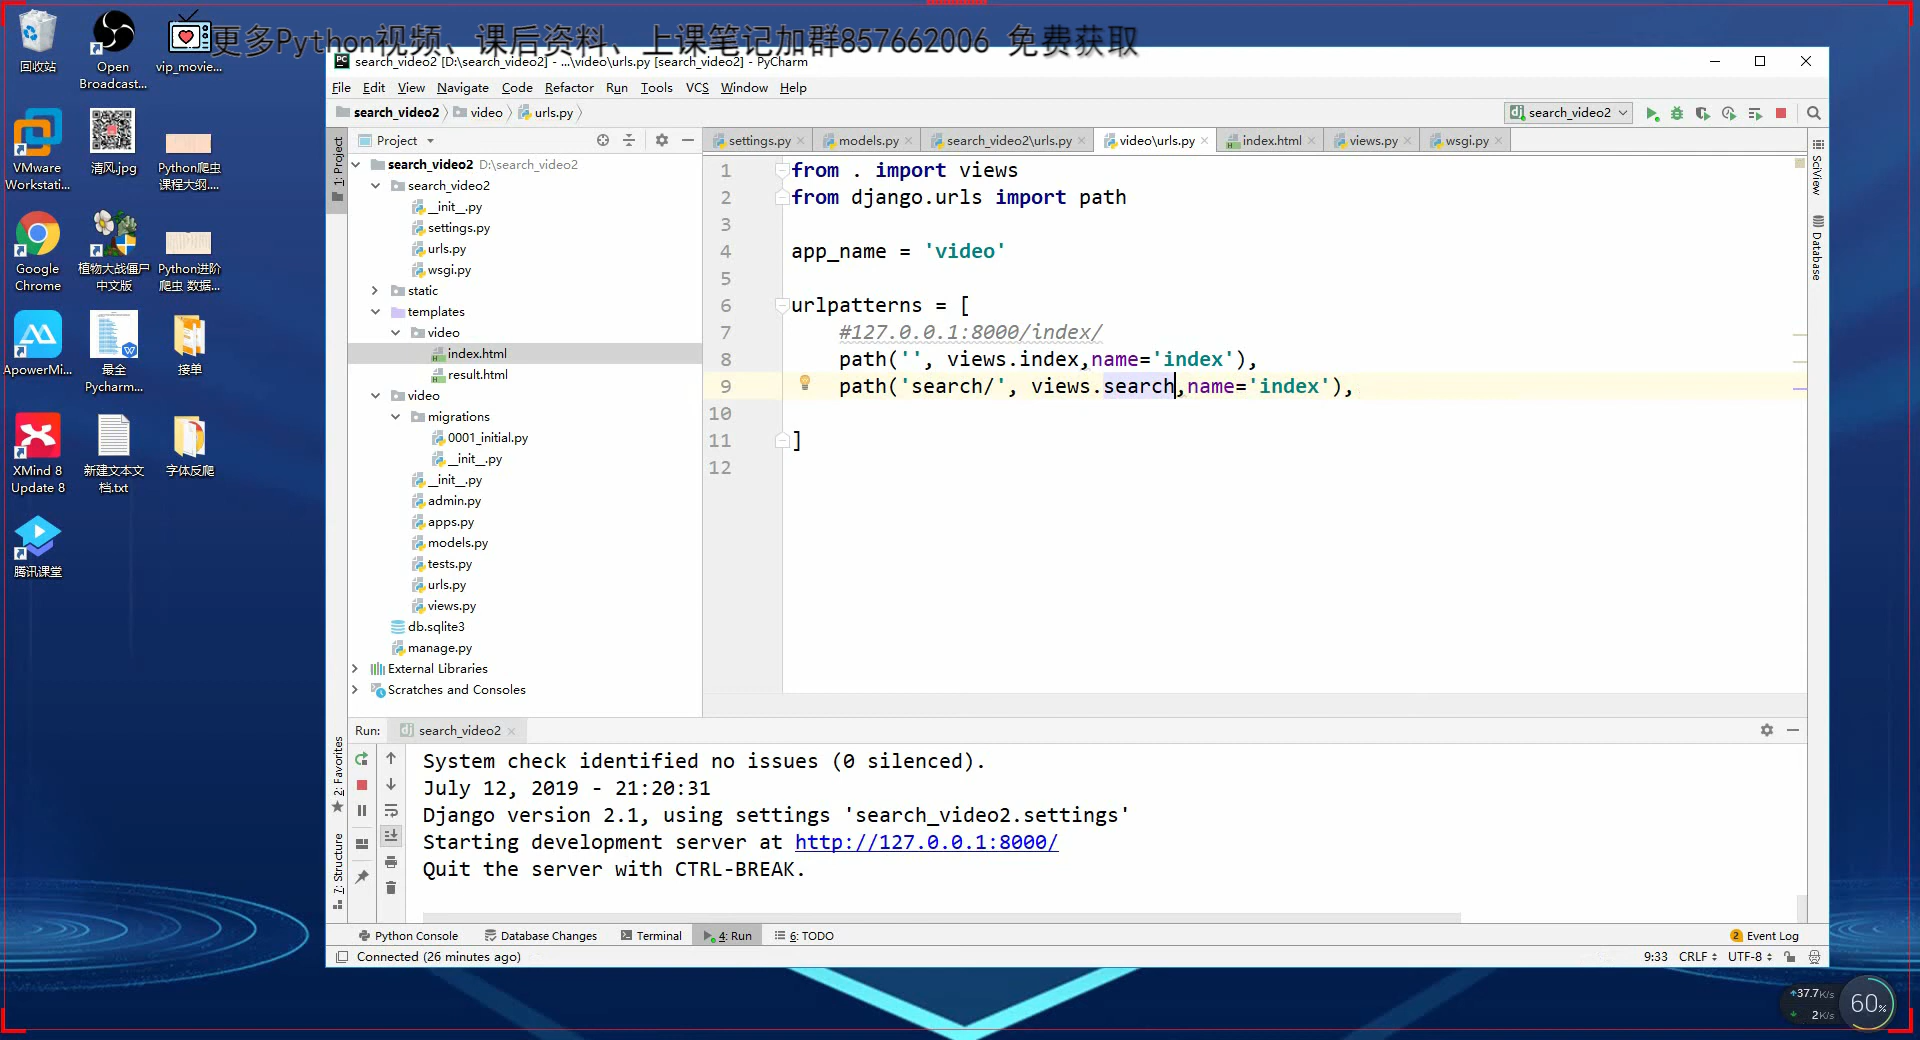 更多Python视频、课后资料、上课笔记加群857662006 免费获取
回收站
Open
Broadcast...
vip_movie...
VMware
Workstati...
清风.jpg
Python爬虫
课程大纲....
Google
Chrome
植物大战僵尸
中文版
Python进阶
爬虫 数据...
ApowerMi...
最全
Pycharm...
接单
XMind 8
Update 8
新建文本文
档.txt
字体反爬
腾讯课堂
search_video2 [D:\search_video2] - ...\video\urls.py [search_video2] - PyCharm
File Edit View Navigate Code Refactor Run Tools VCS Window Help
search_video2 video urls.py
search_video2
1: Project
Project
settings.py models.py search_video2\urls.py video\urls.py index.html views.py wsgi.py
search_video2 D:\search_video2
search_video2
__init__.py
settings.py
urls.py
wsgi.py
static
templates
video
index.html
result.html
video
migrations
0001_initial.py
__init__.py
__init__.py
admin.py
apps.py
models.py
tests.py
urls.py
views.py
db.sqlite3
manage.py
External Libraries
Scratches and Consoles
1 from . import views
2 from django.urls import path
3
4 app_name = 'video'
5
6 urlpatterns = [
7 #127.0.0.1:8000/index/
8 path('', views.index,name='index'),
9 path('search/', views.search,name='index'),
10
11 ]
12
SciView
Database
Run: search_video2
2: Favorites
7: Structure
System check identified no issues (0 silenced).
July 12, 2019 - 21:20:31
Django version 2.1, using settings 'search_video2.settings'
Starting development server at http://127.0.0.1:8000/
Quit the server with CTRL-BREAK.
Python Console Database Changes Terminal 4: Run 6: TODO
2 Event Log
Connected (26 minutes ago)
9:33 CRLF UTF-8
37.7K/s
2K/s
60%